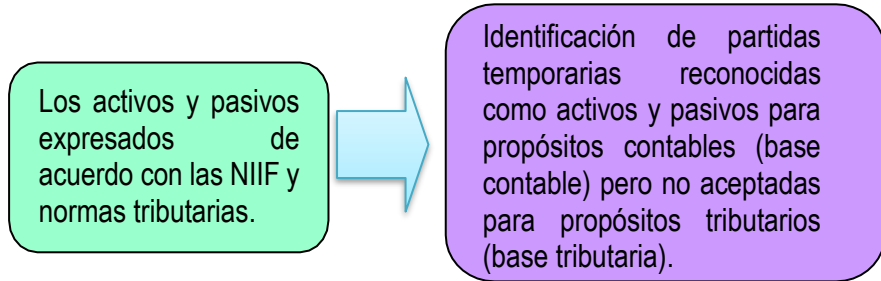 Los activos y pasivos
expresados de
acuerdo con las NIIF y
normas tributarias.
Identificación de partidas
temporarias reconocidas
como activos y pasivos para
propósitos contables (base
contable) pero no aceptadas
para propósitos tributarios
(base tributaria).